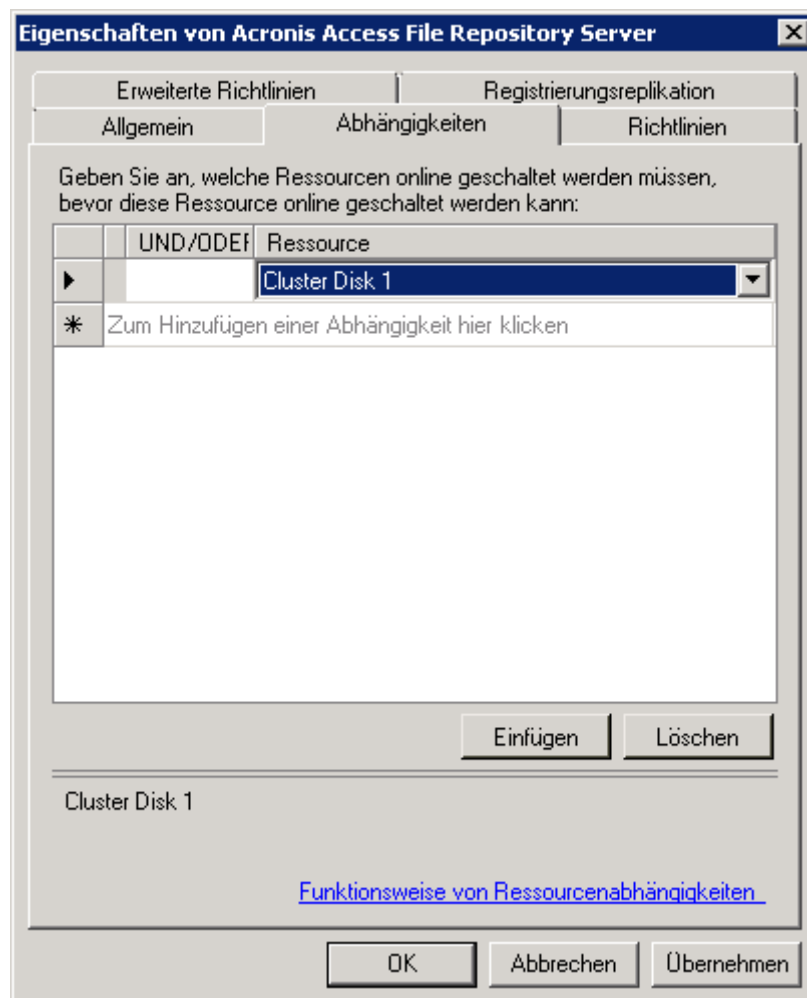 Eigenschaften von Acronis Access File Repository Server
Erweiterte Richtlinien
Registrierungsreplikation
Allgemein
Abhängigkeiten
Richtlinien
Geben Sie an, welche Ressourcen online geschaltet werden müssen,
bevor diese Ressource online geschaltet werden kann:
UND/ODER Ressource
Cluster Disk 1
Zum Hinzufügen einer Abhängigkeit hier klicken
Einfügen
Löschen
Cluster Disk 1
Funktionsweise von Ressourcenabhängigkeiten
OK
Abbrechen
Übernehmen